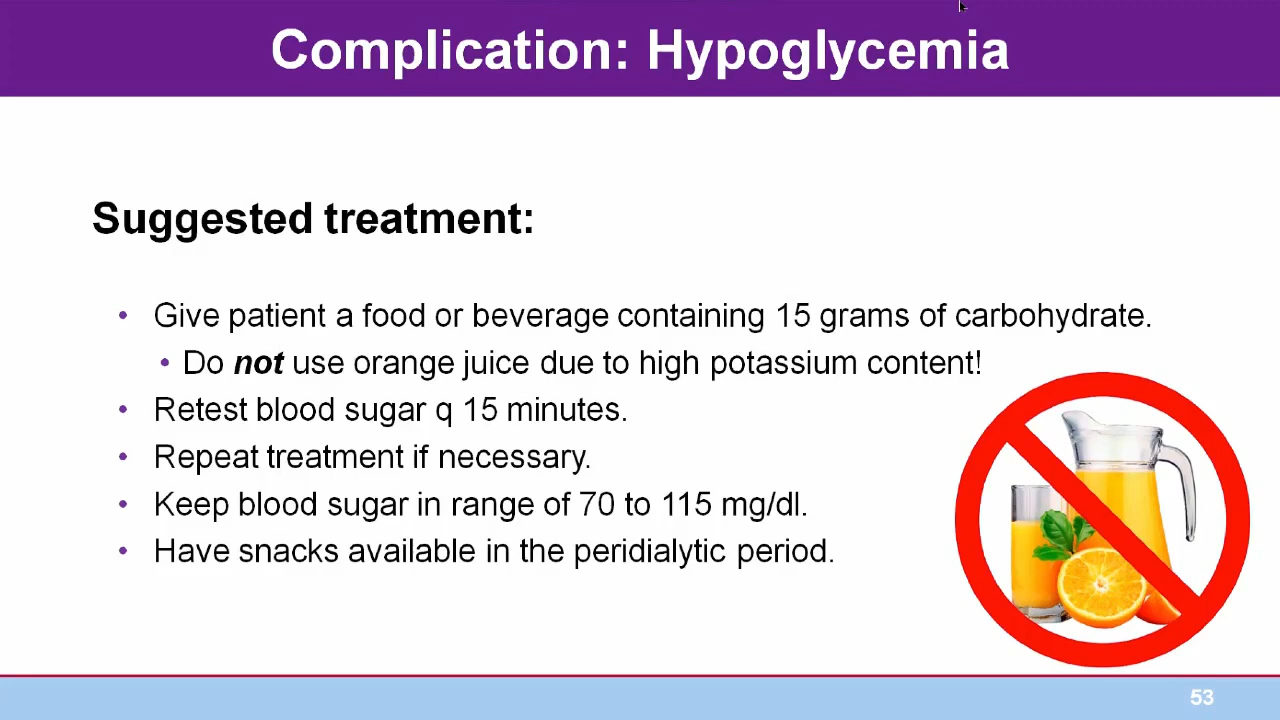 Complication: Hypoglycemia
Suggested treatment:
• Give patient a food or beverage containing 15 grams of carbohydrate.
• Do not use orange juice due to high potassium content!
• Retest blood sugar q 15 minutes.
• Repeat treatment if necessary.
• Keep blood sugar in range of 70 to 115 mg/dl.
• Have snacks available in the peridialytic period.
53